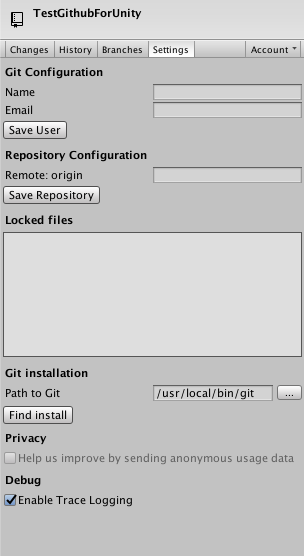 TestGithubForUnity
Changes History Branches Settings Account
Git Configuration
Name
Email
Save User
Repository Configuration
Remote: origin
Save Repository
Locked files
Git installation
Path to Git /usr/local/bin/git ...
Find install
Privacy
Help us improve by sending anonymous usage data
Debug
Enable Trace Logging